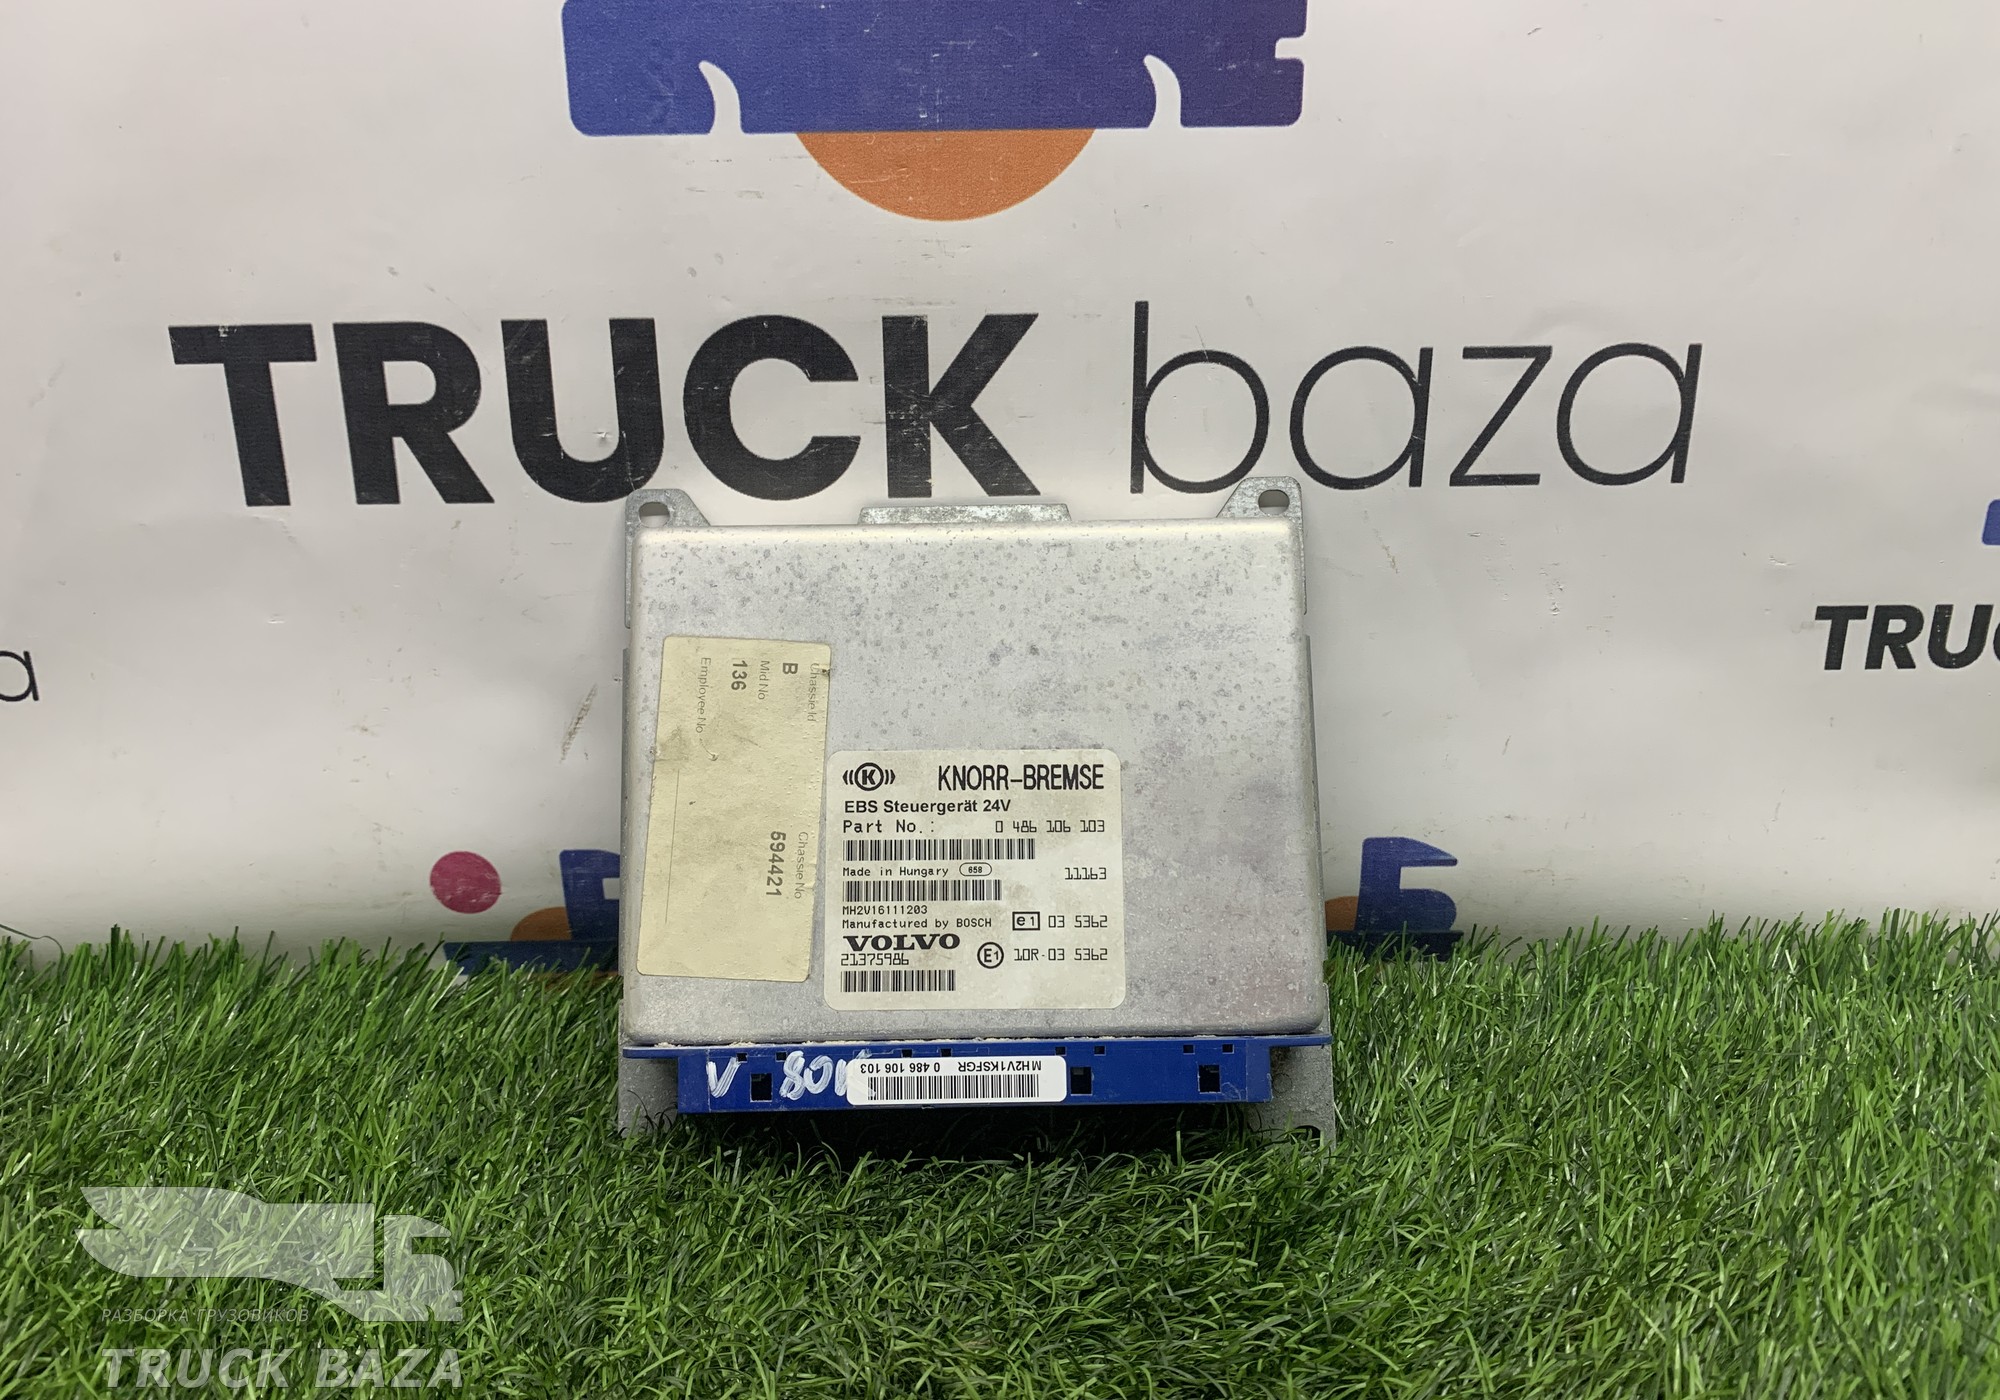 TRUCK baza
TRUC
a
Chassie Id
B
Mid No
136
Employee No
Chassie No
594421
((K)) KNORR-BREMSE
EBS Steuergerät 24V
Part No.: 0 486 106 103
Made in Hungary 658 11163
MH2V16111203
Manufactured by BOSCH e1 03 5362
VOLVO
21375986 E1 10R-03 5362
V 801
MH2V1KSFGR
0 486 106 103
РАЗБОРКА ГРУЗОВИКОВ
TRUCK BAZA